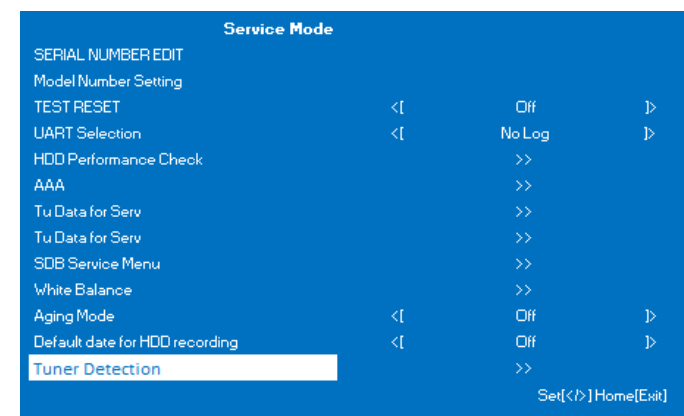 Service Mode
SERIAL NUMBER EDIT
Model Number Setting
TEST RESET <[ Off ]>
UART Selection <[ No Log ]>
HDD Performance Check >>
AAA >>
Tu Data for Serv >>
Tu Data for Serv >>
SDB Service Menu >>
White Balance >>
Aging Mode <[ Off ]>
Default date for HDD recording <[ Off ]>
Tuner Detection >>
Set[</>] Home[Exit]